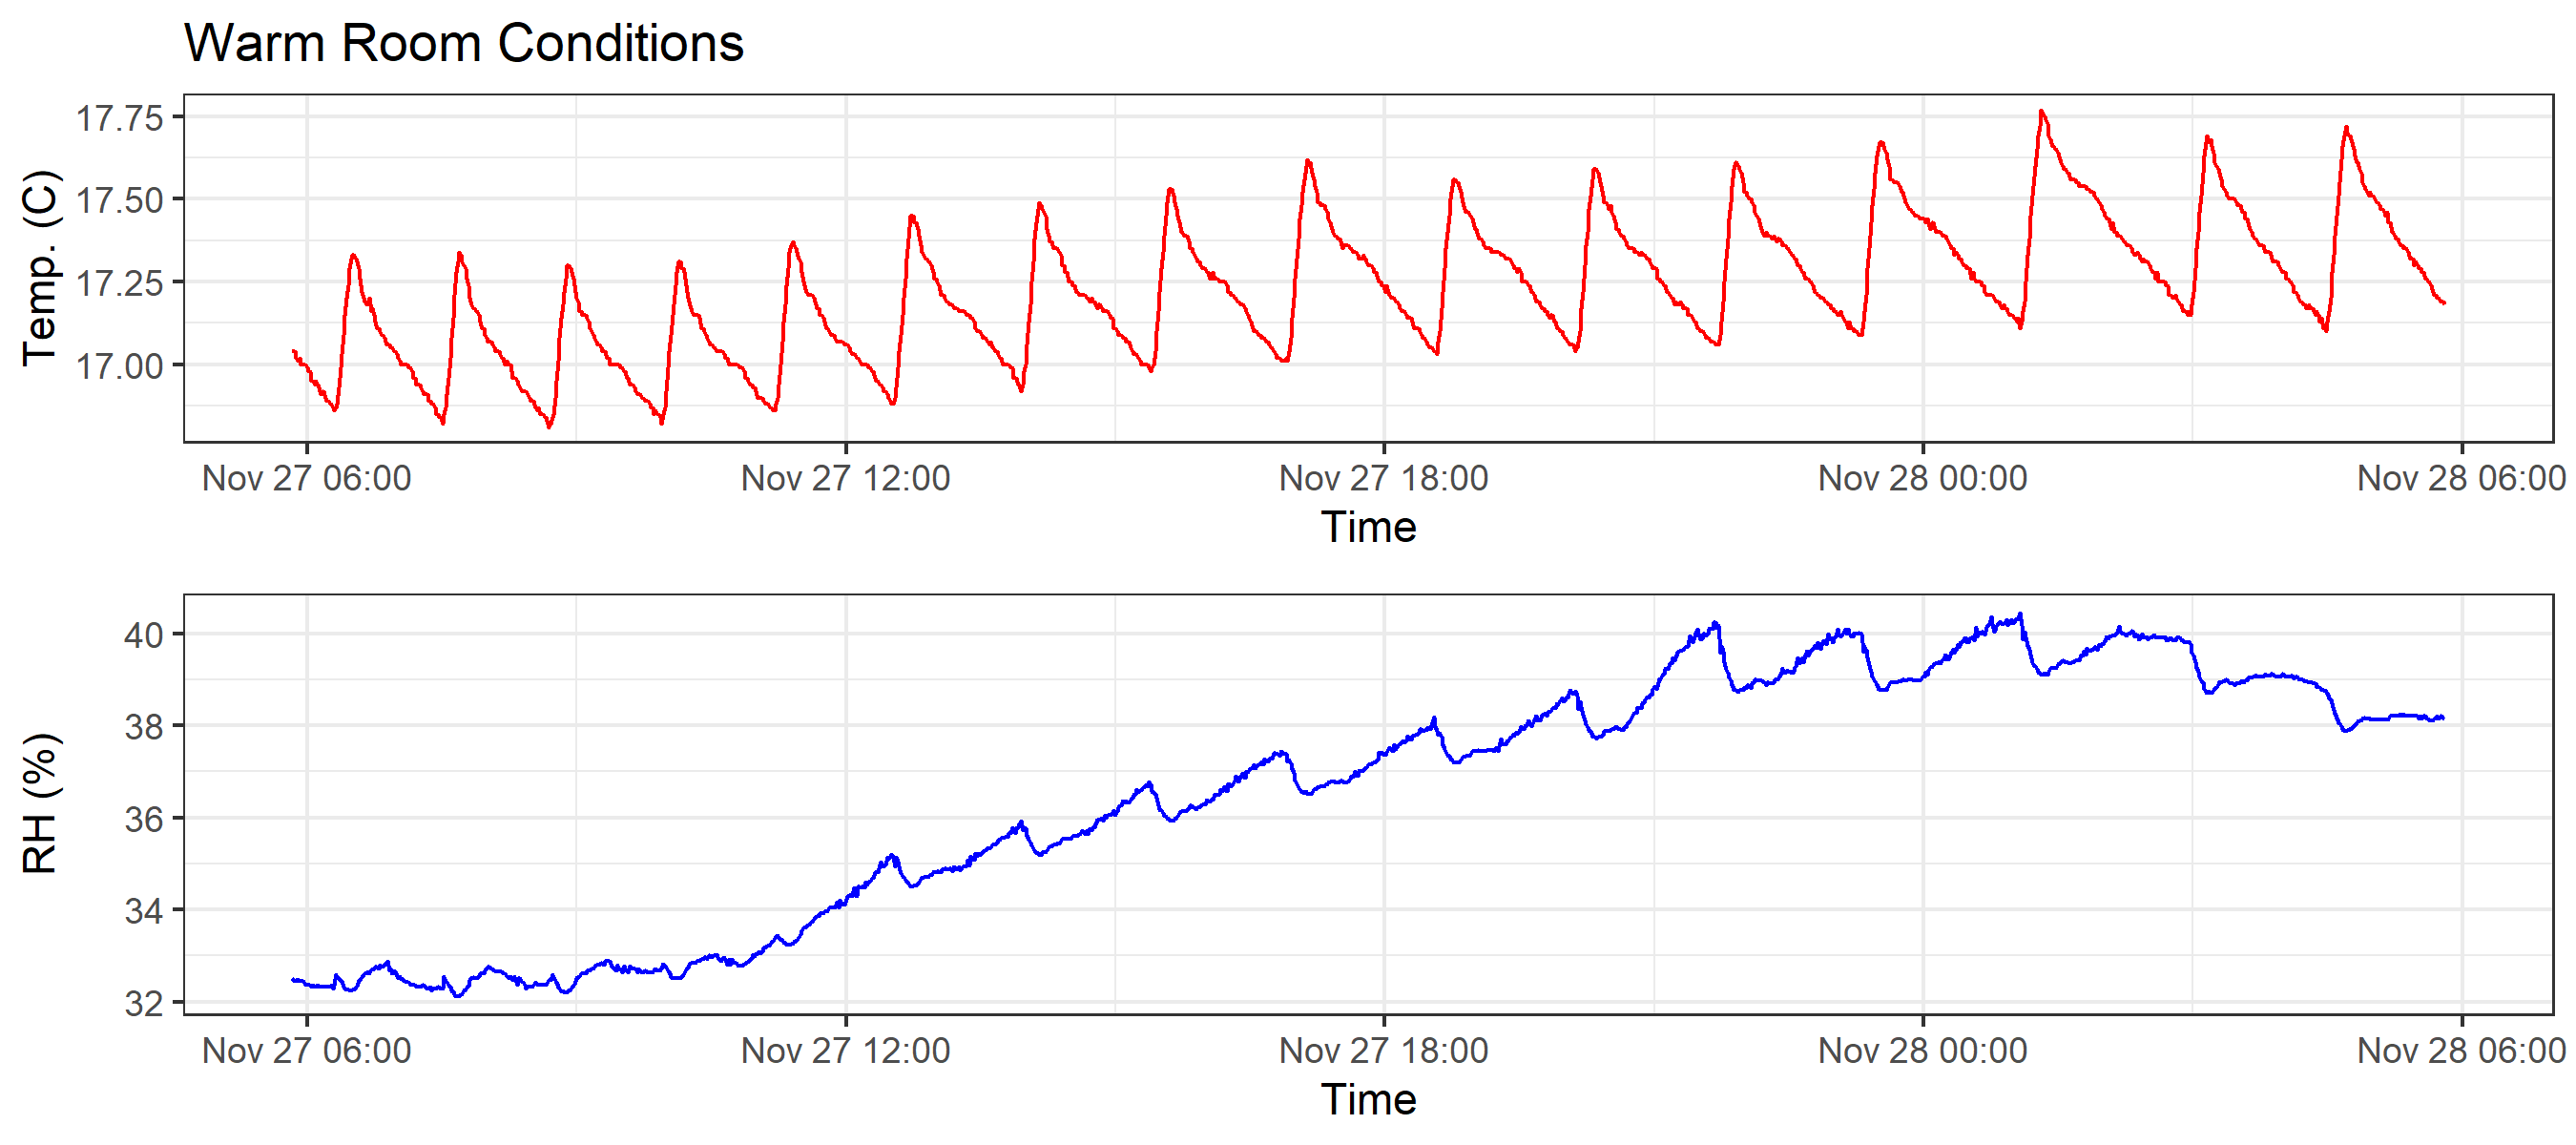 Warm Room Conditions
Temp. (C)
17.75
17.50
17.25
17.00
Nov 27 06:00 Nov 27 12:00 Nov 27 18:00 Nov 28 00:00 Nov 28 06:00
Time
RH (%)
40
38
36
34
32
Nov 27 06:00 Nov 27 12:00 Nov 27 18:00 Nov 28 00:00 Nov 28 06:00
Time